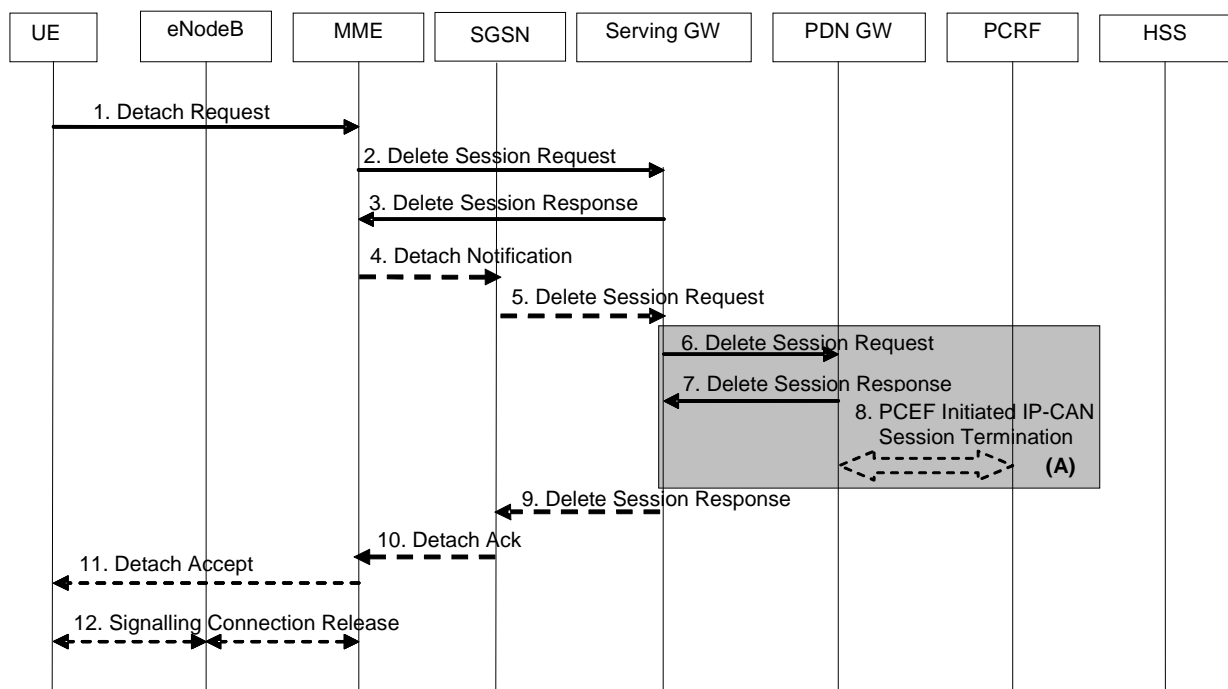 UE
eNodeB
MME
SGSN
Serving GW
PDN GW
PCRF
HSS
1. Detach Request
2. Delete Session Request
3. Delete Session Response
4. Detach Notification
5. Delete Session Request
6. Delete Session Request
7. Delete Session Response
8. PCEF Initiated IP-CAN
Session Termination
(A)
9. Delete Session Response
10. Detach Ack
11. Detach Accept
12. Signalling Connection Release